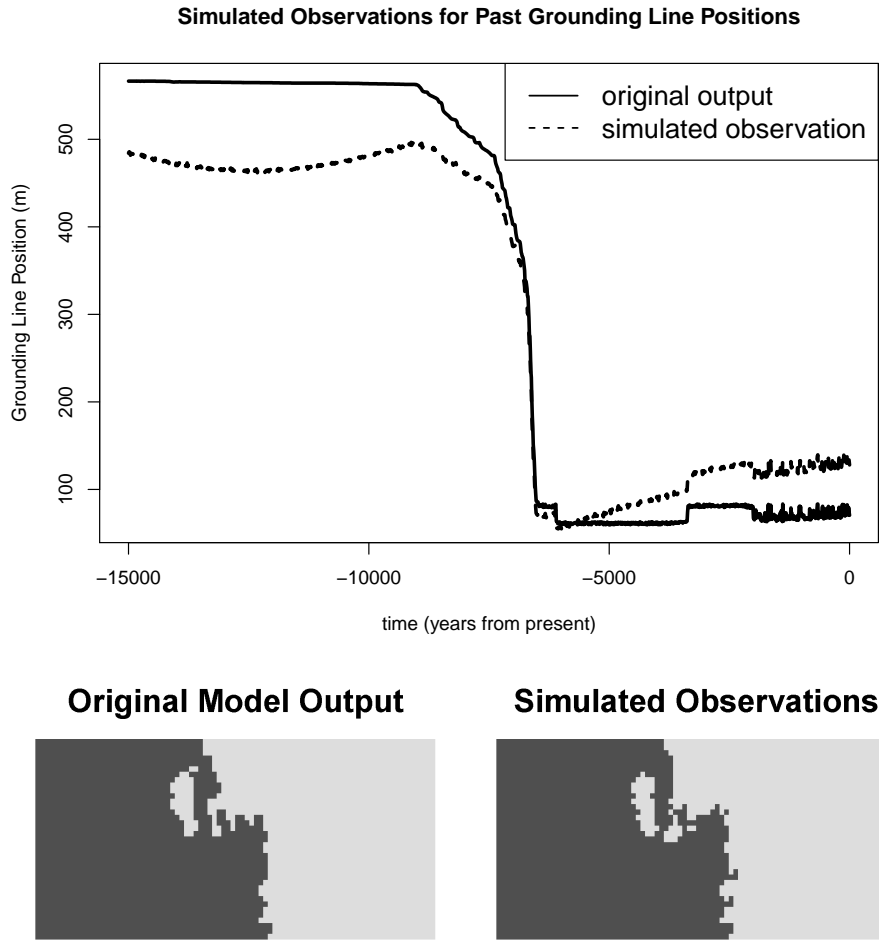 Simulated Observations for Past Grounding Line Positions
original output
simulated observation
Grounding Line Position (m)
500
400
300
200
100
−15000 −10000 −5000 0
time (years from present)
Original Model Output Simulated Observations